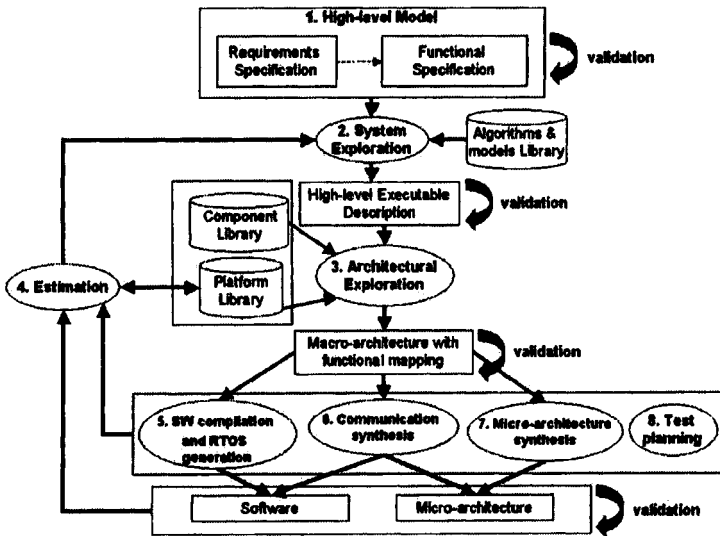 1. High-level Model
Requirements
Specification
Functional
Specification
validation
2. System
Exploration
Algorithms &
models Library
High-level Executable
Description
validation
Component
Library
3. Architectural
Exploration
4. Estimation
Platform
Library
Macro-architecture with
functional mapping
validation
5. SW compilation
and RTOS
generation
6. Communication
synthesis
7. Micro-architecture
synthesis
8. Test
planning
Software
Micro-architecture
validation